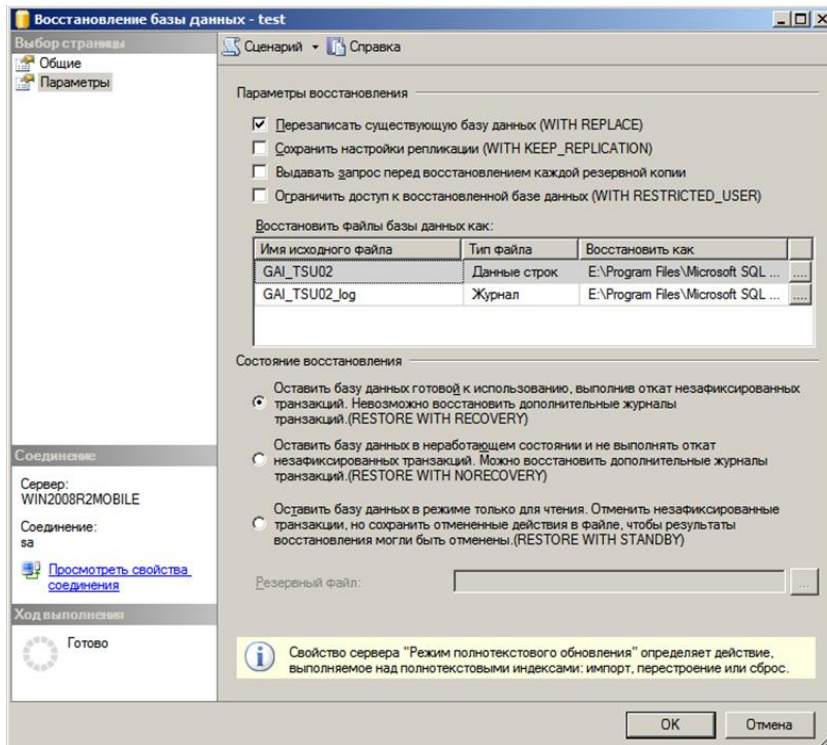 Восстановление базы данных - test
Выбор страницы
Общие
Параметры
Сценарий
Справка
Параметры восстановления
Перезаписать существующую базу данных (WITH REPLACE)
Сохранить настройки репликации (WITH KEEP_REPLICATION)
Выдавать запрос перед восстановлением каждой резервной копии
Ограничить доступ к восстановленной базе данных (WITH RESTRICTED_USER)
Восстановить файлы базы данных как:
Имя исходного файла Тип файла Восстановить как
GAI_TSU02 Данные строк E:\Program Files\Microsoft SQL ... ....
GAI_TSU02_log Журнал E:\Program Files\Microsoft SQL ... ....
Состояние восстановления
Оставить базу данных готовой к использованию, выполнив откат незафиксированных
транзакций. Невозможно восстановить дополнительные журналы
транзакций.(RESTORE WITH RECOVERY)
Оставить базу данных в неработающем состоянии и не выполнять откат
незафиксированных транзакций. Можно восстановить дополнительные журналы
транзакций.(RESTORE WITH NORECOVERY)
Оставить базу данных в режиме только для чтения. Отменить незафиксированные
транзакции, но сохранить отмененные действия в файле, чтобы результаты
восстановления могли быть отменены.(RESTORE WITH STANDBY)
Резервный файл: ...
Соединение
Сервер:
WIN2008R2MOBILE
Соединение:
sa
Просмотреть свойства
соединения
Ход выполнения
Готово
Свойство сервера "Режим полнотекстового обновления" определяет действие,
выполняемое над полнотекстовыми индексами: импорт, перестроение или сброс.
OK Отмена